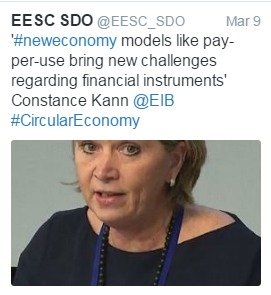 EESC SDO @EESC_SDO Mar 9
'#neweconomy models like pay-
per-use bring new challenges
regarding financial instruments'
Constance Kann @EIB
#CircularEconomy